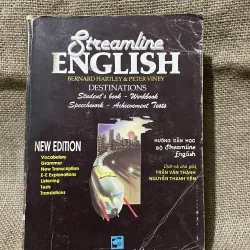 Streamline
ENGLISH
BERNARD HARTLEY & PETER VINEY
DESTINATIONS
Student's book - Workbook
Speechwork - Achievement Tests
NEW EDITION
Vocabulary
Grammar
New Transcription
E-E Explanations
Listening
Tests
Translations
HƯỚNG DẪN HỌC
BỘ Streamline
English
Dịch và chú giải
TRẦN VĂN THÀNH
NGUYỄN THANH YẾN